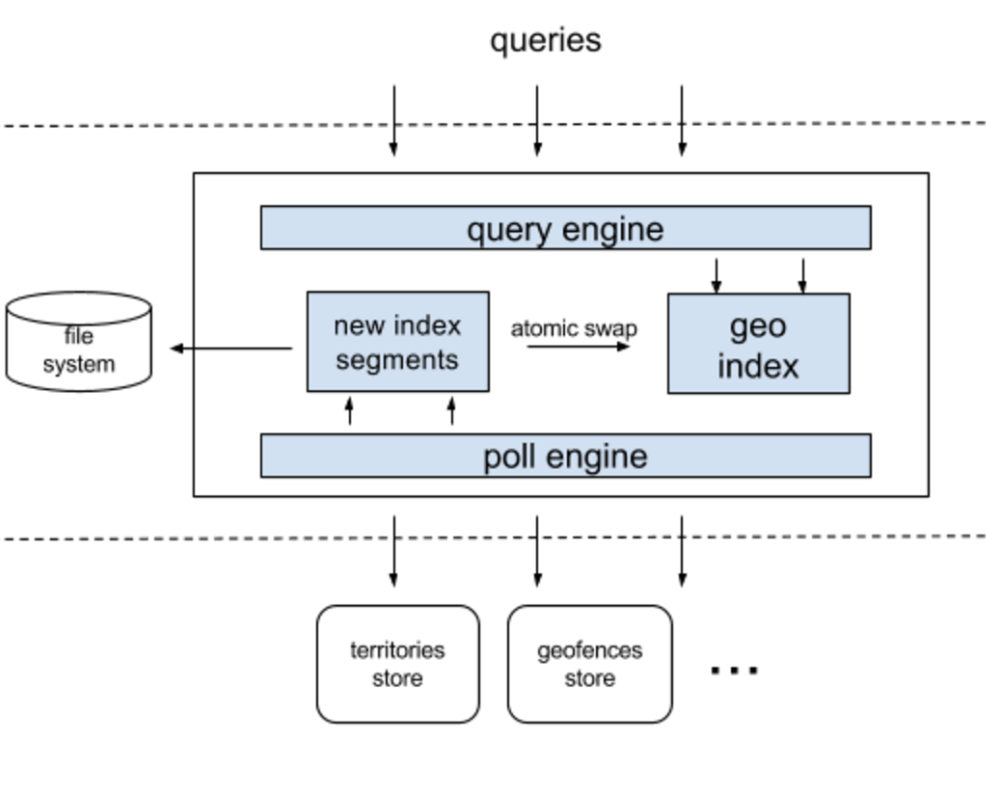 queries
query engine
file
system
new index
segments
atomic swap
geo
index
poll engine
territories
store
geofences
store
...